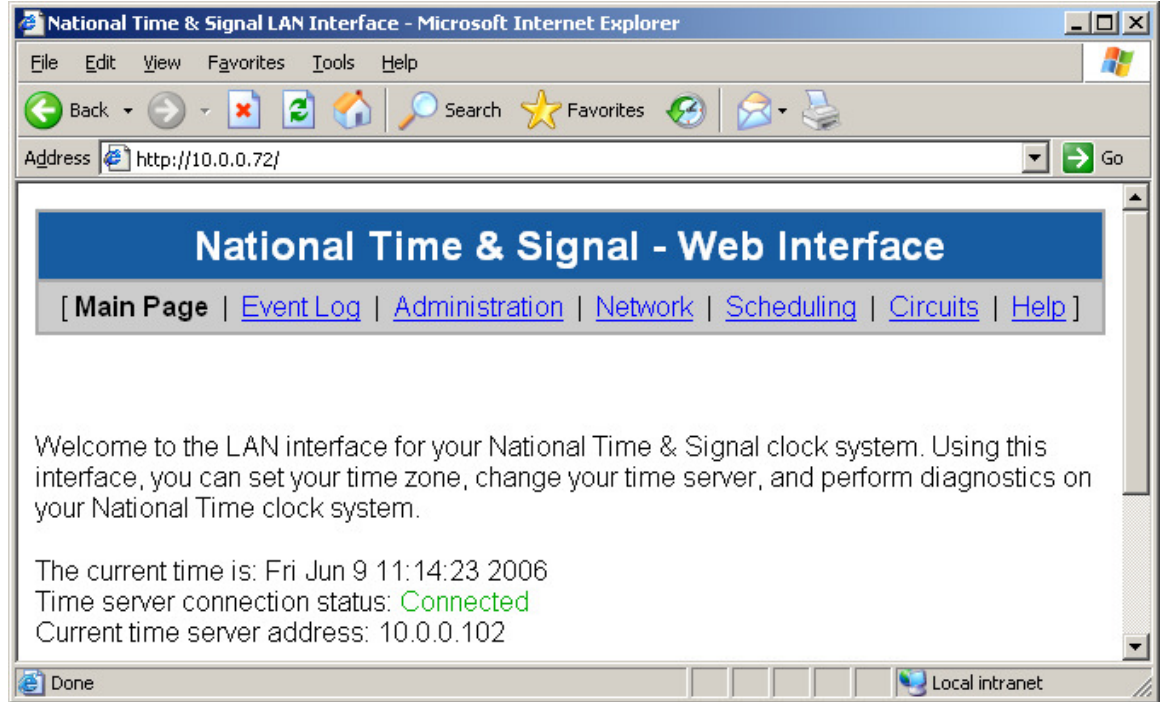 National Time & Signal LAN Interface - Microsoft Internet Explorer
File Edit View Favorites Tools Help
Back Search Favorites
Address http://10.0.0.72/ Go
National Time & Signal - Web Interface
[ Main Page | Event Log | Administration | Network | Scheduling | Circuits | Help ]
Welcome to the LAN interface for your National Time & Signal clock system. Using this
interface, you can set your time zone, change your time server, and perform diagnostics on
your National Time clock system.
The current time is: Fri Jun 9 11:14:23 2006
Time server connection status: Connected
Current time server address: 10.0.0.102
Done Local intranet